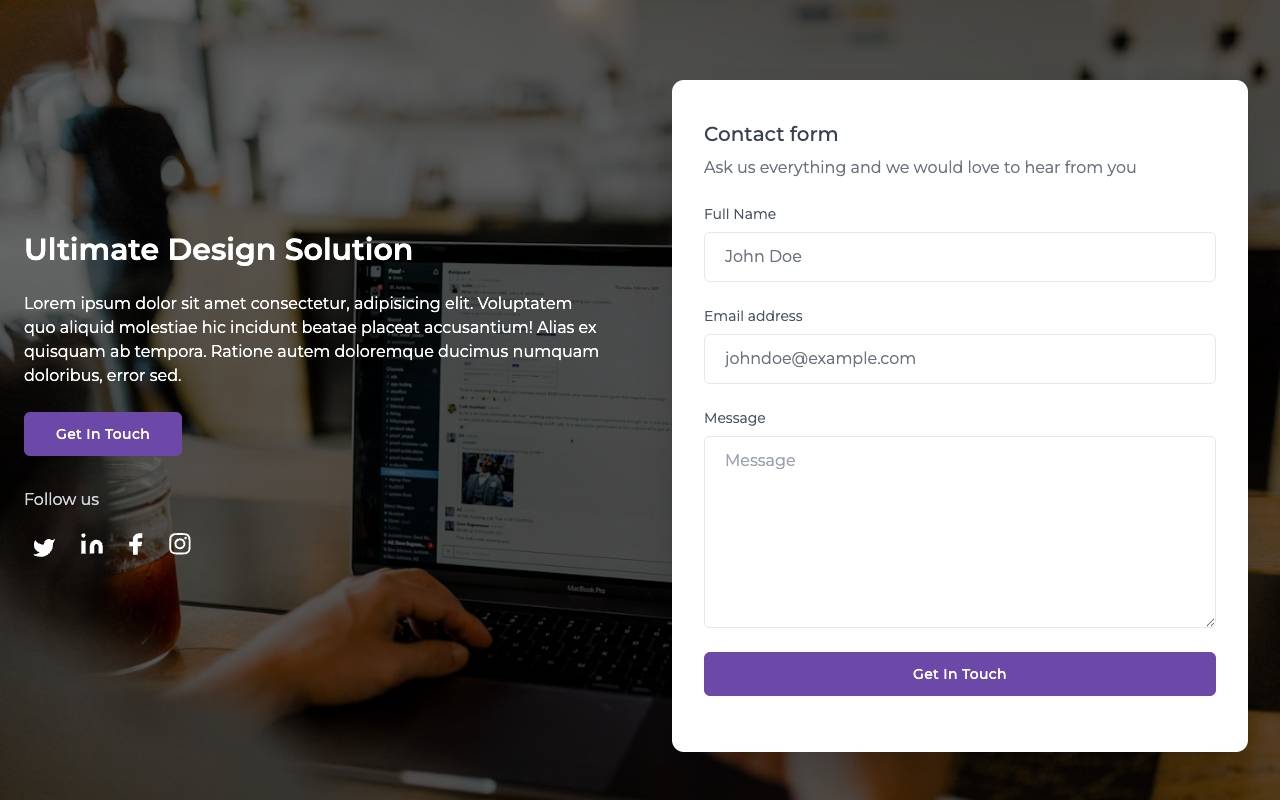 Ultimate Design Solution
Lorem ipsum dolor sit amet consectetur, adipisicing elit. Voluptatem
quo aliquid molestiae hic incidunt beatae placeat accusantium! Alias ex
quisquam ab tempora. Ratione autem doloremque ducimus numquam
doloribus, error sed.
Get In Touch
Follow us
MacBook Pro
Contact form
Ask us everything and we would love to hear from you
Full Name
John Doe
Email address
johndoe@example.com
Message
Message
Get In Touch